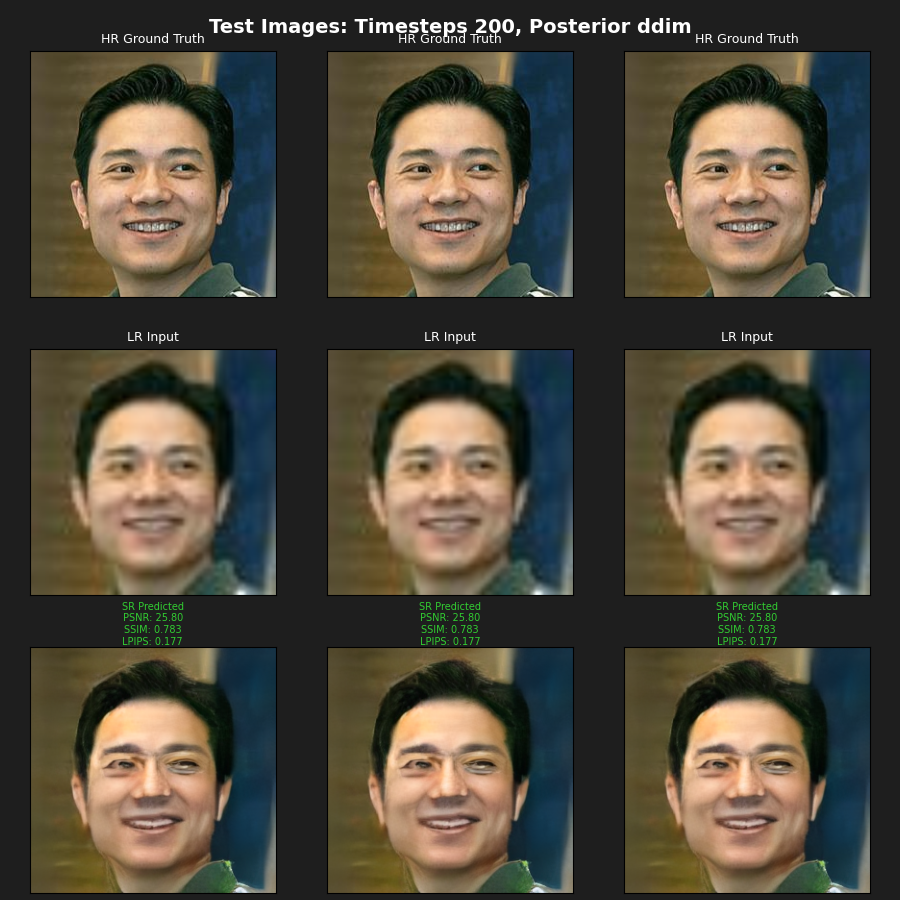 Test Images: Timesteps 200, Posterior ddim
HR Ground Truth
HR Ground Truth
HR Ground Truth
LR Input
LR Input
LR Input
SR Predicted
PSNR: 25.80
SSIM: 0.783
LPIPS: 0.177
SR Predicted
PSNR: 25.80
SSIM: 0.783
LPIPS: 0.177
SR Predicted
PSNR: 25.80
SSIM: 0.783
LPIPS: 0.177